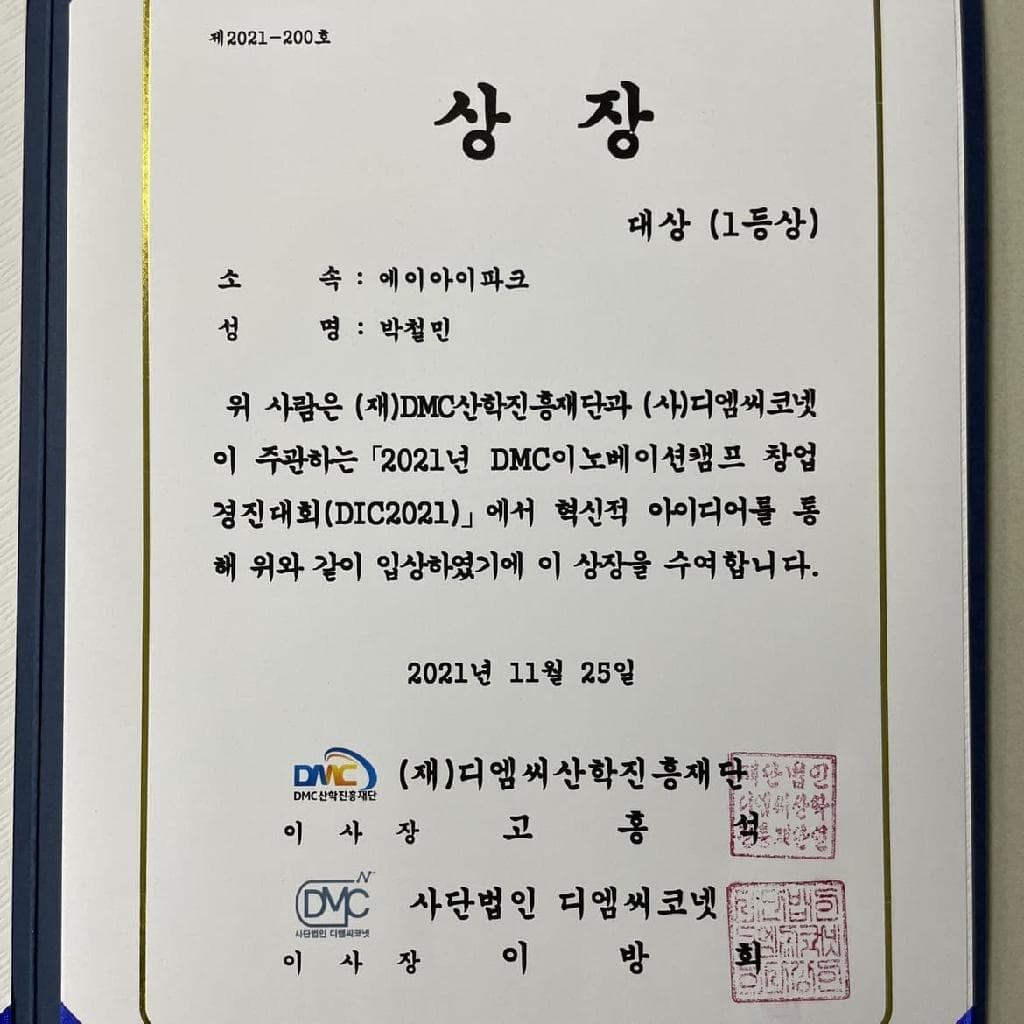 제2021-200호
상 장
대상 (1등상)
소 속 : 에이아이파크
성 명 : 박철민
위 사람은 (재)DMC산학진흥재단과 (사)디엠씨코넷
이 주관하는 「2021년 DMC이노베이션캠프 창업
경진대회(DIC2021)」에서 혁신적 아이디어를 통
해 위와 같이 입상하였기에 이 상장을 수여합니다.
2021년 11월 25일
DMC
DMC산학진흥재단
(재)디엠씨산학진흥재단
이 사 장 고 홍 석
DMC N
사단법인 디엠씨코넷
사단법인 디엠씨코넷
이 사 장 이 방 회